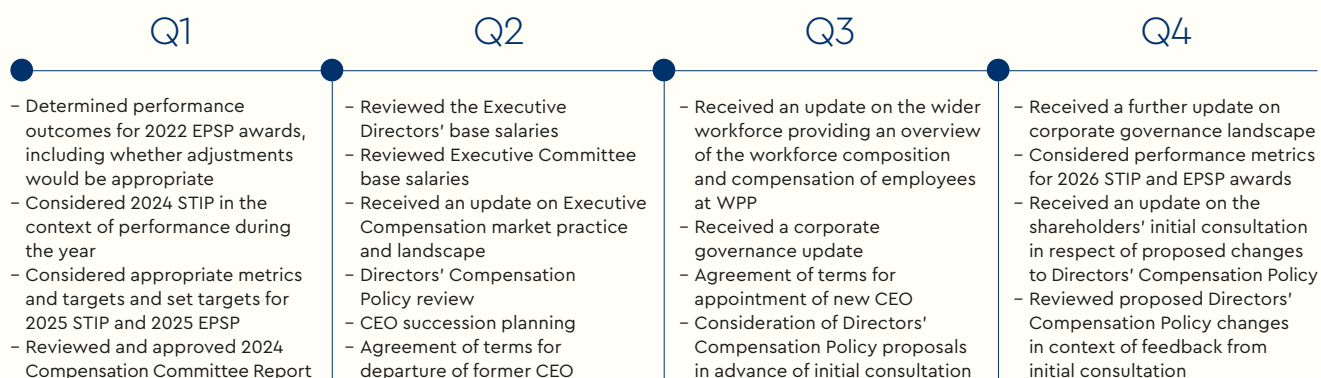 Q1
– Determined performance
outcomes for 2022 EPSP awards,
including whether adjustments
would be appropriate
– Considered 2024 STIP in the
context of performance during
the year
– Considered appropriate metrics
and targets and set targets for
2025 STIP and 2025 EPSP
– Reviewed and approved 2024
Compensation Committee Report
Q2
– Reviewed the Executive
Directors’ base salaries
– Reviewed Executive Committee
base salaries
– Received an update on Executive
Compensation market practice
and landscape
– Directors’ Compensation
Policy review
– CEO succession planning
– Agreement of terms for
departure of former CEO
Q3
– Received an update on the wider
workforce providing an overview
of the workforce composition
and compensation of employees
at WPP
– Received a corporate
governance update
– Agreement of terms for
appointment of new CEO
– Consideration of Directors’
Compensation Policy proposals
in advance of initial consultation
Q4
– Received a further update on
corporate governance landscape
– Considered performance metrics
for 2026 STIP and EPSP awards
– Received an update on the
shareholders’ initial consultation
in respect of proposed changes
to Directors’ Compensation Policy
– Reviewed proposed Directors’
Compensation Policy changes
in context of feedback from
initial consultation